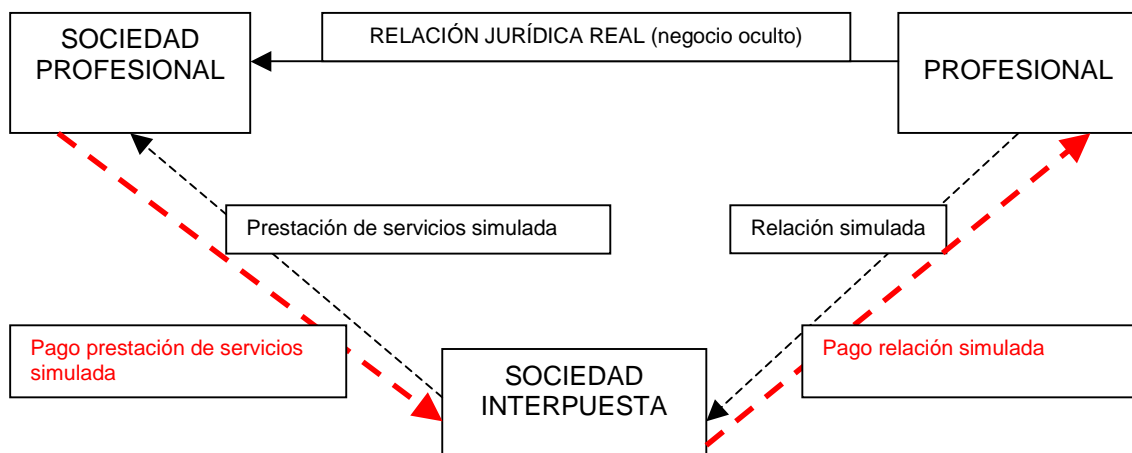 SOCIEDAD
PROFESIONAL
RELACIÓN JURÍDICA REAL (negocio oculto)
PROFESIONAL
Prestación de servicios simulada
Relación simulada
Pago prestación de servicios
simulada
SOCIEDAD
INTERPUESTA
Pago relación simulada